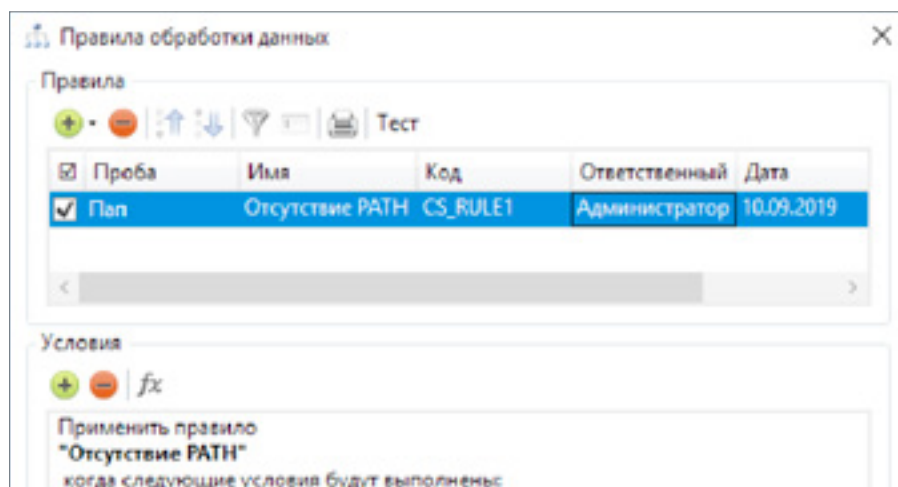 Правила обработки данных
Правила
Тест
Проба Имя Код Ответственный Дата
Пап Отсутствие PATH CS_RULE1 Администратор 10.09.2019
Условия
fx
Применить правило
"Отсутствие PATH"
когда следующие условия будут выполнены: